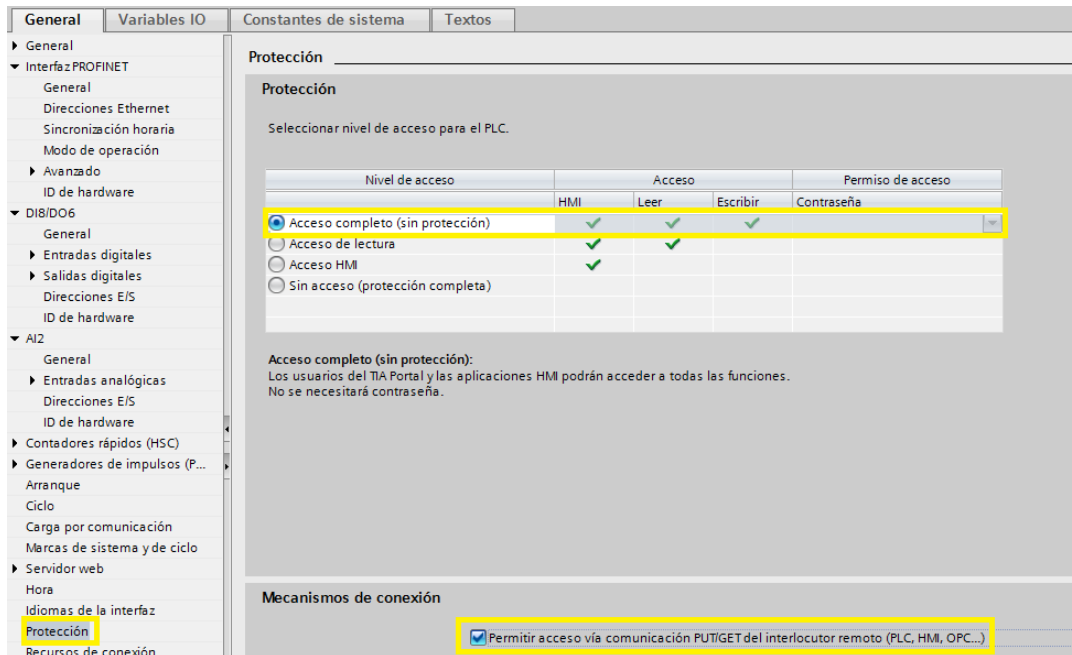 General
Variables IO
Constantes de sistema
Textos
General
Interfaz PROFINET
General
Direcciones Ethernet
Sincronización horaria
Modo de operación
Avanzado
ID de hardware
DI8/DO6
General
Entradas digitales
Salidas digitales
Direcciones E/S
ID de hardware
AI2
General
Entradas analógicas
Direcciones E/S
ID de hardware
Contadores rápidos (HSC)
Generadores de impulsos (P...
Arranque
Ciclo
Carga por comunicación
Marcas de sistema y de ciclo
Servidor web
Hora
Idiomas de la interfaz
Protección
Recursos de conexión
Protección
Protección
Seleccionar nivel de acceso para el PLC.
Nivel de acceso Acceso Permiso de acceso
HMI Leer Escribir Contraseña
Acceso completo (sin protección)
Acceso de lectura
Acceso HMI
Sin acceso (protección completa)
Acceso completo (sin protección):
Los usuarios del TIA Portal y las aplicaciones HMI podrán acceder a todas las funciones.
No se necesitará contraseña.
Mecanismos de conexión
Permitir acceso vía comunicación PUT/GET del interlocutor remoto (PLC, HMI, OPC...)